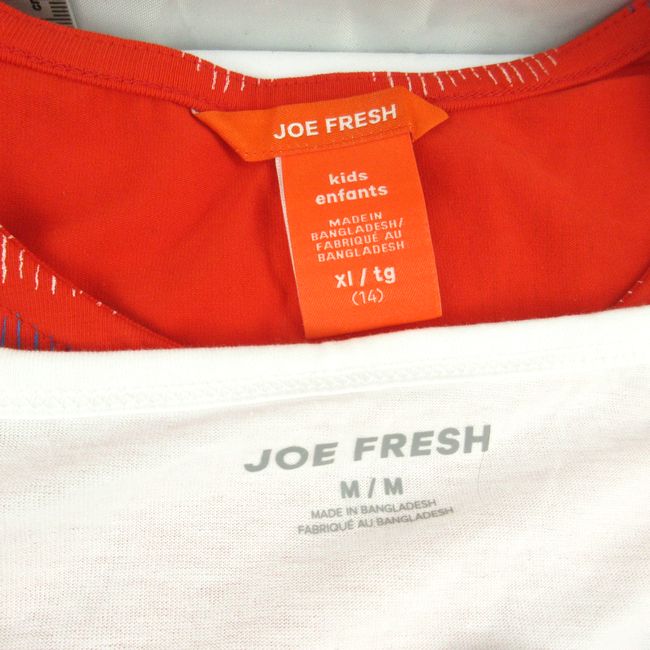 JOE FRESH
kids
enfants
MADE IN
BANGLADESH/
FABRIQUÉ AU
BANGLADESH
xl / tg
(14)
JOE FRESH
M / M
MADE IN BANGLADESH
FABRIQUÉ AU BANGLADESH